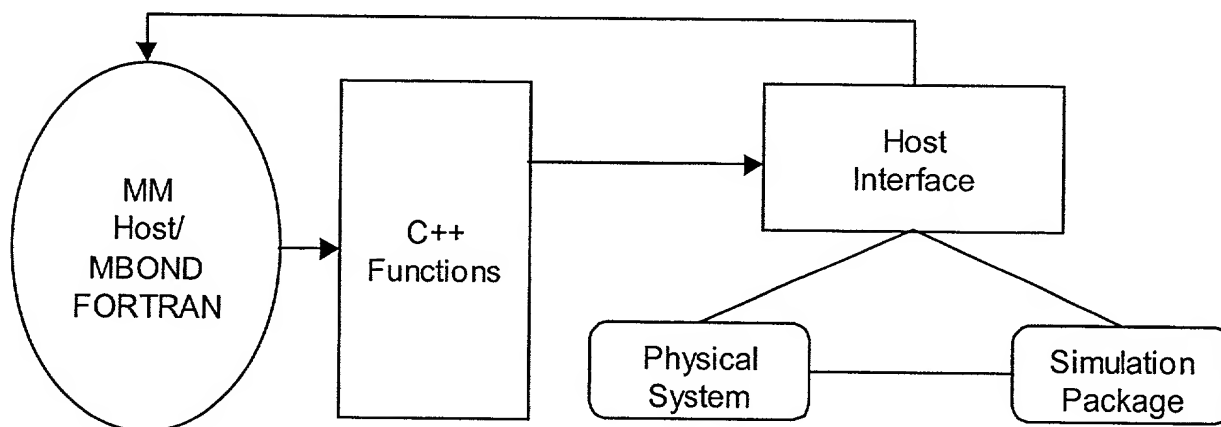 MM
Host/
MBOND
FORTRAN
C++
Functions
Host
Interface
Physical
System
Simulation
Package